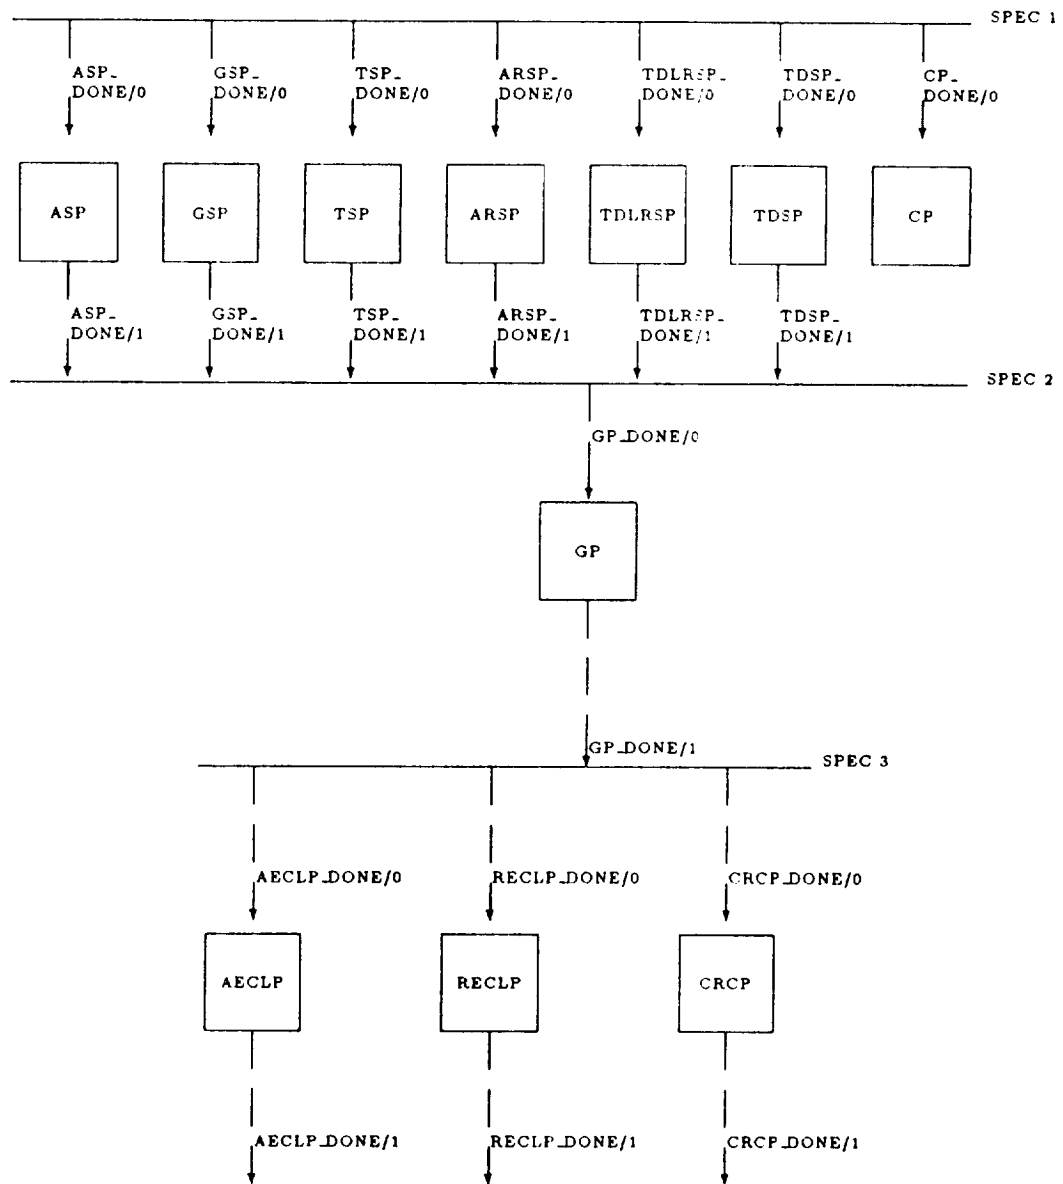 SPEC 1
ASP_
DONE/0
GSP_
DONE/0
TSP_
DONE/0
ARSP_
DONE/0
TDLRSP_
DONE/0
TDSP_
DONE/0
CP_
DONE/0
ASP
GSP
TSP
ARSP
TDLRSP
TDSP
CP
ASP_
DONE/1
GSP_
DONE/1
TSP_
DONE/1
ARSP_
DONE/1
TDLRSP_
DONE/1
TDSP_
DONE/1
SPEC 2
GP_DONE/0
GP
GP_DONE/1
SPEC 3
AECLP_DONE/0
RECLP_DONE/0
CRCP_DONE/0
AECLP
RECLP
CRCP
AECLP_DONE/1
RECLP_DONE/1
CRCP_DONE/1